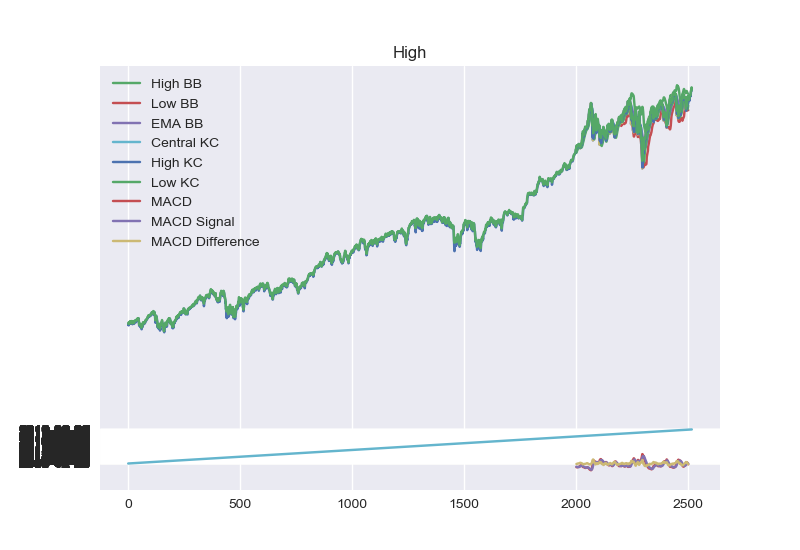 High
High BB
Low BB
EMA BB
Central KC
High KC
Low KC
MACD
MACD Signal
MACD Difference
0 500 1000 1500 2000 2500